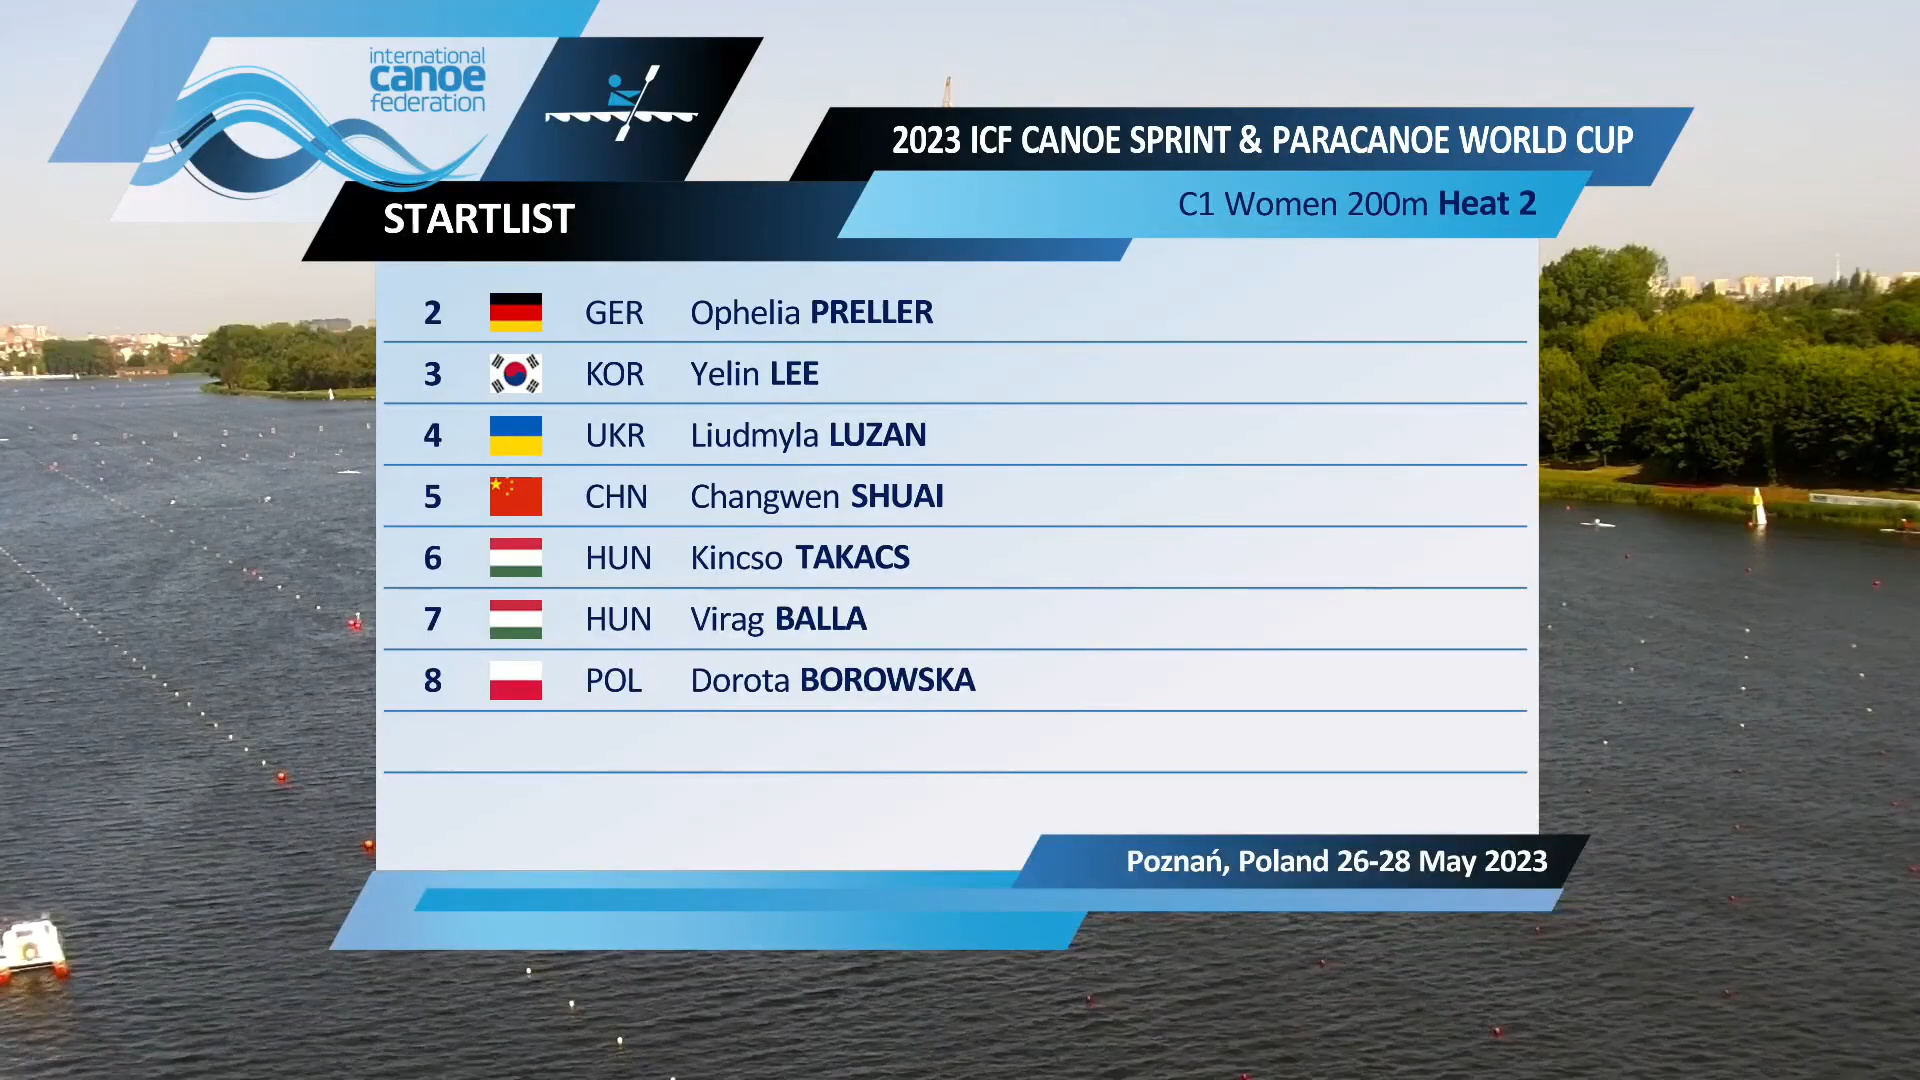 international
canoe
federation
2023 ICF CANOE SPRINT & PARACANOE WORLD CUP
C1 Women 200m Heat 2
STARTLIST
2 GER Ophelia PRELLER
3 KOR Yelin LEE
4 UKR Liudmyla LUZAN
5 CHN Changwen SHUAI
6 HUN Kincso TAKACS
7 HUN Virag BALLA
8 POL Dorota BOROWSKA
Poznań, Poland 26-28 May 2023